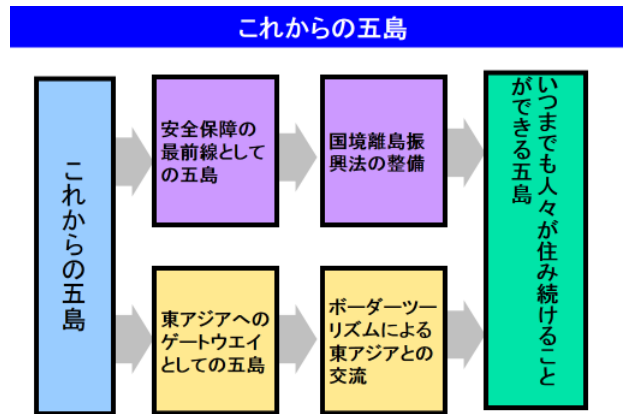 これからの五島
これからの五島
安全保障の
最前線として
の五島
国境離島振
興法の整備
東アジアへの
ゲートウエイ
としての五島
ボーダーツー
リズムによる
東アジアとの
交流
いつまでも人々が住み続けること
ができる五島